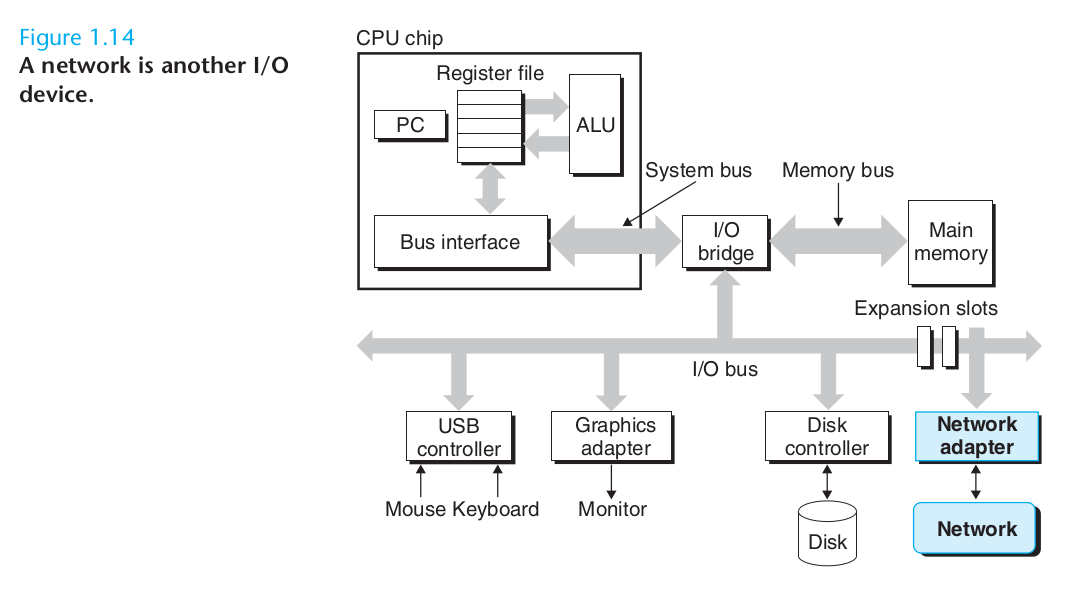 Figure 1.14
A network is another I/O
device.
CPU chip
Register file
PC
ALU
System bus
Memory bus
Bus interface
I/O
bridge
Main
memory
Expansion slots
I/O bus
USB
controller
Graphics
adapter
Disk
controller
Network
adapter
Mouse Keyboard
Monitor
Disk
Network